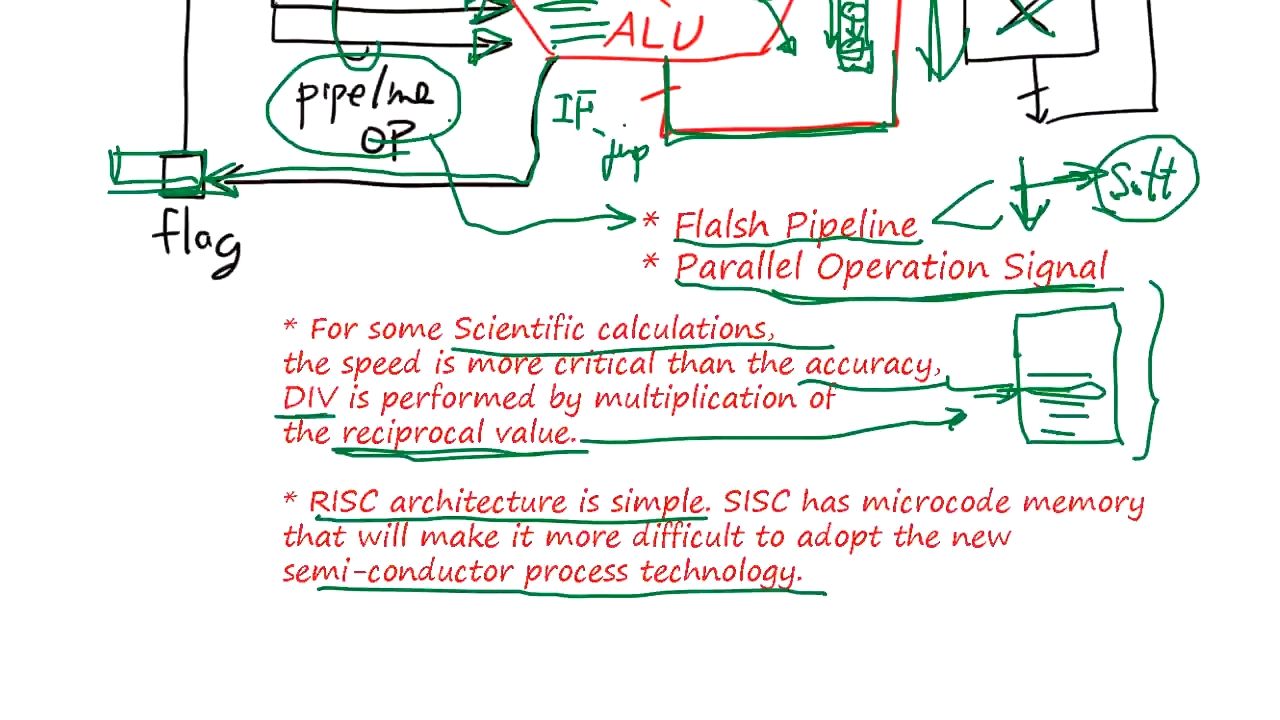 ALU
pipeline
OP
IF
jmp
flag
* Flalsh Pipeline
* Parallel Operation Signal
* For some Scientific calculations,
the speed is more critical than the accuracy,
DIV is performed by multiplication of
the reciprocal value.
* RISC architecture is simple. SISC has microcode memory
that will make it more difficult to adopt the new
semi-conductor process technology.